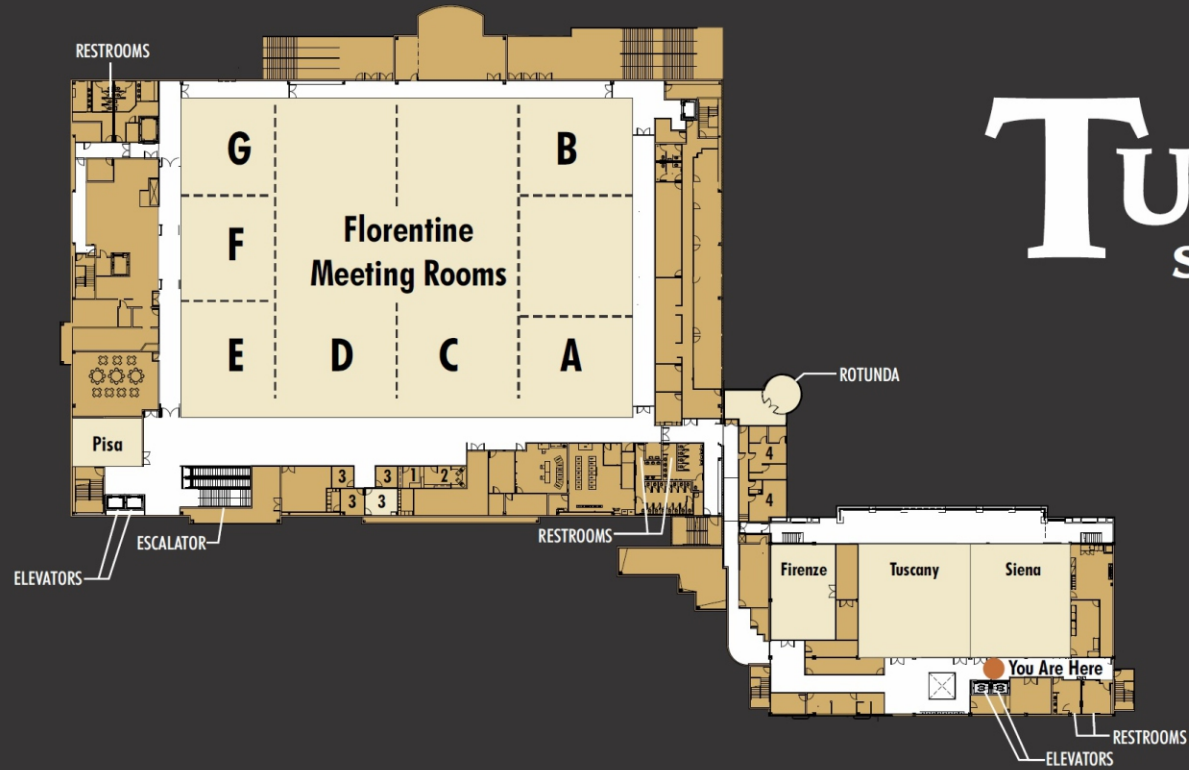 RESTROOMS
TU
S
G
B
Florentine
Meeting Rooms
F
E
D
C
A
ROTUNDA
Pisa
4
3
3
1
2
3
3
4
RESTROOMS
ESCALATOR
ELEVATORS
Firenze
Tuscany
Siena
You Are Here
RESTROOMS
ELEVATORS